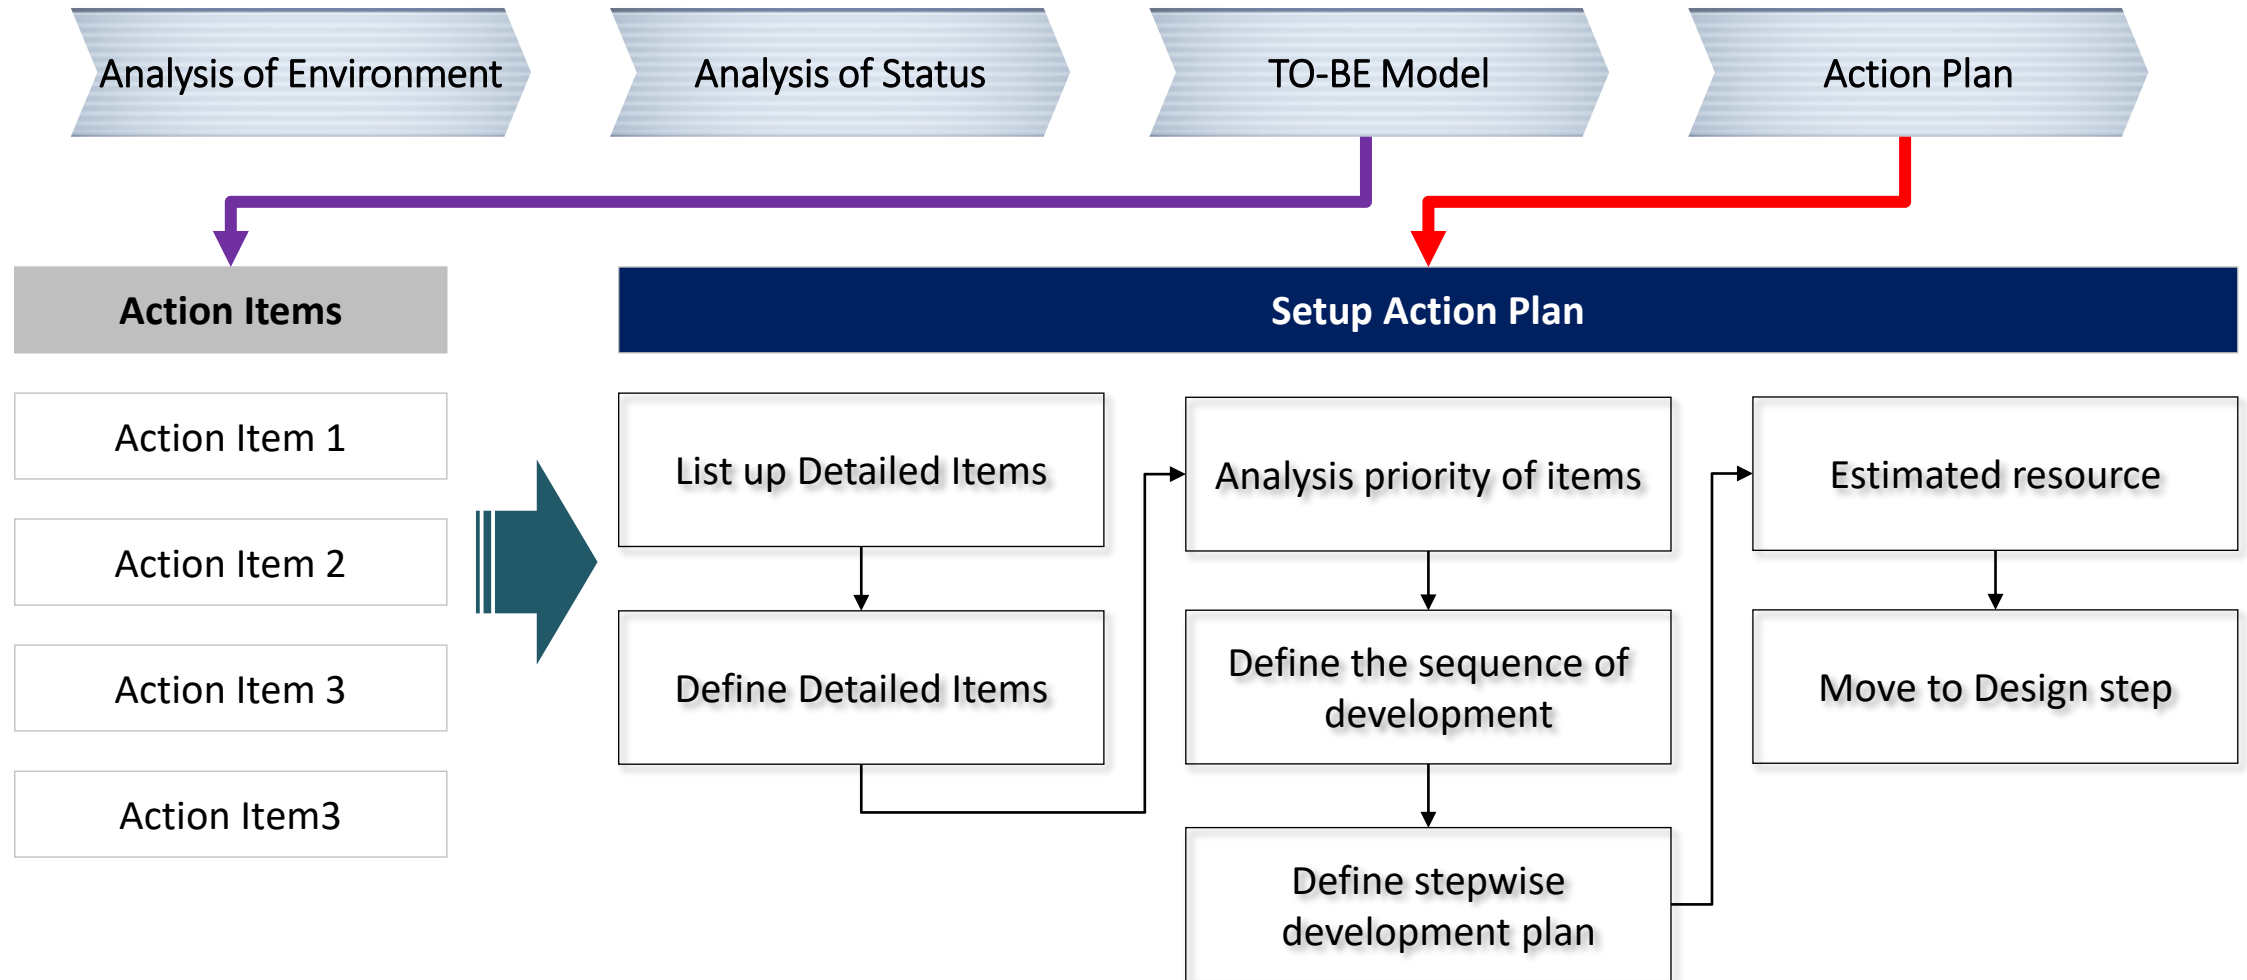 Analysis of Environment
Analysis of Status
TO-BE Model
Action Plan
Action Items
Setup Action Plan
Action Item 1
Action Item 2
Action Item 3
Action Item3
List up Detailed Items
Define Detailed Items
Analysis priority of items
Define the sequence of
development
Define stepwise
development plan
Estimated resource
Move to Design step